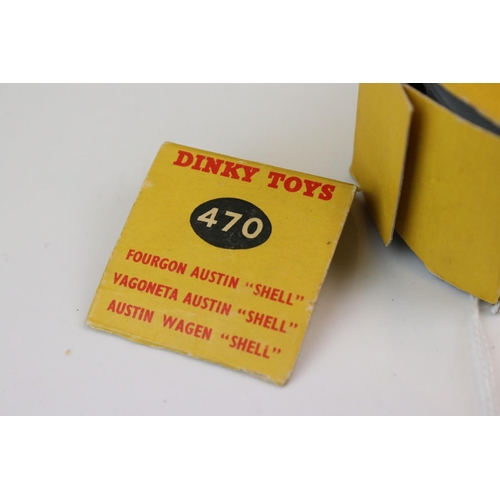 DINKY TOYS
470
FOURGON AUSTIN "SHELL"
VAGONETA AUSTIN "SHELL"
AUSTIN WAGEN "SHELL"